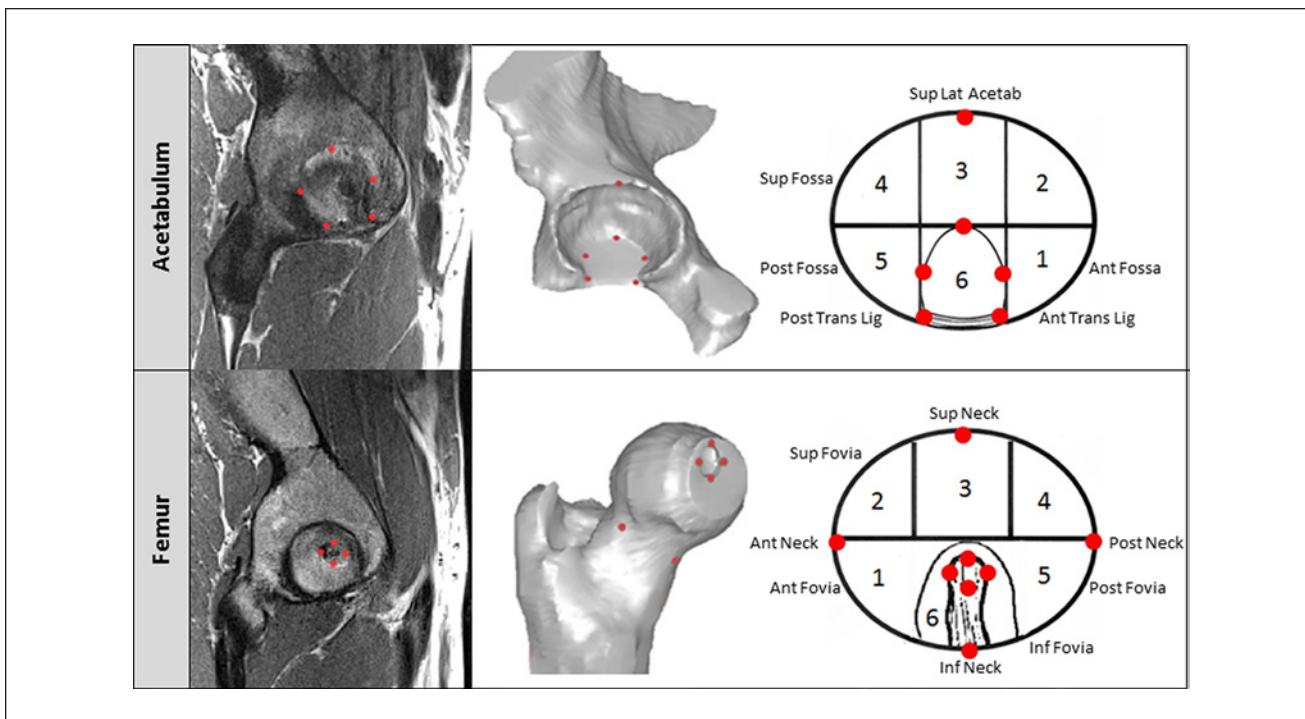 Acetabulum
Sup Lat Acetab
Sup Fossa
4
3
2
Post Fossa
5
6
1
Ant Fossa
Post Trans Lig
Ant Trans Lig
Femur
Sup Neck
Sup Fovia
2
3
4
Ant Neck
Post Neck
Ant Fovia
1
5
Post Fovia
6
Inf Fovia
Inf Neck